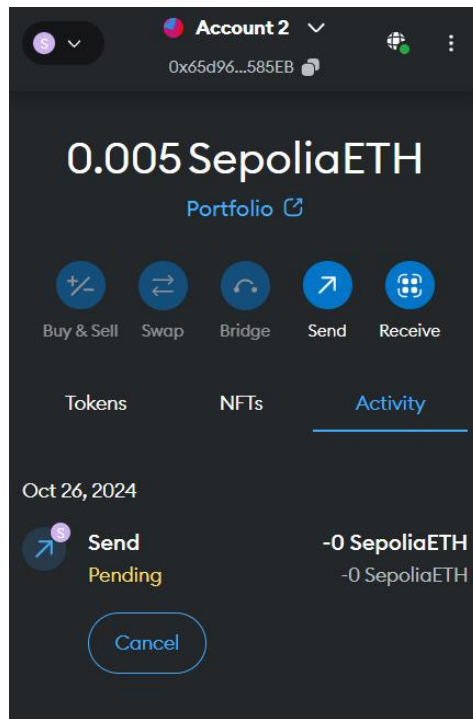 S
Account 2
0x65d96...585EB
0.005 SepoliaETH
Portfolio
Buy & Sell
Swap
Bridge
Send
Receive
Tokens
NFTs
Activity
Oct 26, 2024
S
Send
-0 SepoliaETH
Pending
-0 SepoliaETH
Cancel